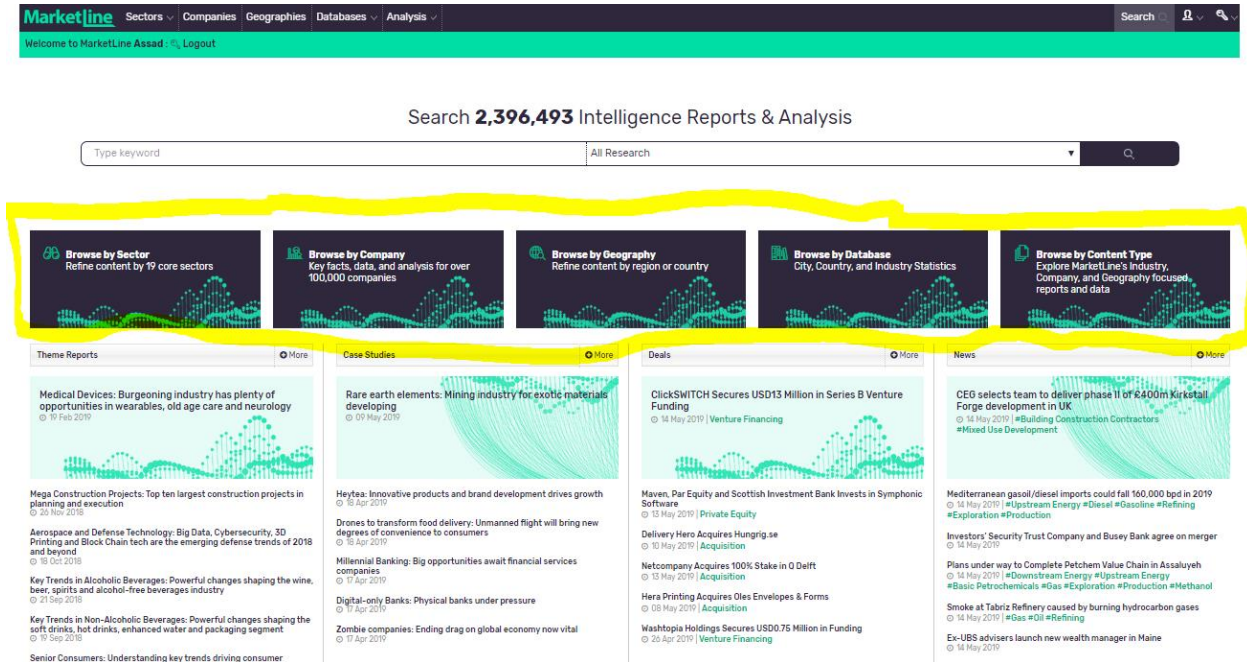 MarketLine Sectors Companies Geographies Databases Analysis Search
Welcome to MarketLine Assad : Logout
Search 2,396,493 Intelligence Reports & Analysis
Type keyword All Research
Browse by Sector
Refine content by 19 core sectors
Browse by Company
Key facts, data, and analysis for over
100,000 companies
Browse by Geography
Refine content by region or country
Browse by Database
City, Country, and Industry Statistics
Browse by Content Type
Explore MarketLine's Industry,
Company, and Geography focused
reports and data
Theme Reports More
Medical Devices: Burgeoning industry has plenty of
opportunities in wearables, old age care and neurology
19 Feb 2019
Mega Construction Projects: Top ten largest construction projects in
planning and execution
26 Nov 2018
Aerospace and Defense Technology: Big Data, Cybersecurity, 3D
Printing and Block Chain tech are the emerging defense trends of 2018
and beyond
18 Oct 2018
Key Trends in Alcoholic Beverages: Powerful changes shaping the wine,
beer, spirits and alcohol-free beverages industry
21 Sep 2018
Key Trends in Non-Alcoholic Beverages: Powerful changes shaping the
soft drinks, hot drinks, enhanced water and packaging segment
19 Sep 2018
Senior Consumers: Understanding key trends driving consumer
Case Studies More
Rare earth elements: Mining industry for exotic materials
developing
09 May 2019
Heytea: Innovative products and brand development drives growth
18 Apr 2019
Drones to transform food delivery: Unmanned flight will bring new
degrees of convenience to consumers
18 Apr 2019
Millennial Banking: Big opportunities await financial services
companies
17 Apr 2019
Digital-only Banks: Physical banks under pressure
17 Apr 2019
Zombie companies: Ending drag on global economy now vital
17 Apr 2019
Deals More
ClickSWITCH Secures USD13 Million in Series B Venture
Funding
14 May 2019 | Venture Financing
Maven, Par Equity and Scottish Investment Bank Invests in Symphonic
Software
13 May 2019 | Private Equity
Delivery Hero Acquires Hungrig.se
10 May 2019 | Acquisition
Netcompany Acquires 100% Stake in Q Delft
13 May 2019 | Acquisition
Hera Printing Acquires Oles Envelopes & Forms
08 May 2019 | Acquisition
Washtopia Holdings Secures USD0.75 Million in Funding
26 Apr 2019 | Venture Financing
News More
CEG selects team to deliver phase II of £400m Kirkstall
Forge development in UK
14 May 2019 | #Building Construction Contractors
#Mixed Use Development
Mediterranean gasoil/diesel imports could fall 160,000 bpd in 2019
14 May 2019 | #Upstream Energy #Diesel #Gasoline #Refining
#Exploration #Production
Investors' Security Trust Company and Busey Bank agree on merger
14 May 2019
Plans under way to Complete Petchem Value Chain in Assaluyeh
14 May 2019 | #Downstream Energy #Upstream Energy
#Basic Petrochemicals #Gas #Exploration #Production #Methanol
Smoke at Tabriz Refinery caused by burning hydrocarbon gases
14 May 2019 | #Gas #Oil #Refining
Ex-UBS advisers launch new wealth manager in Maine
14 May 2019